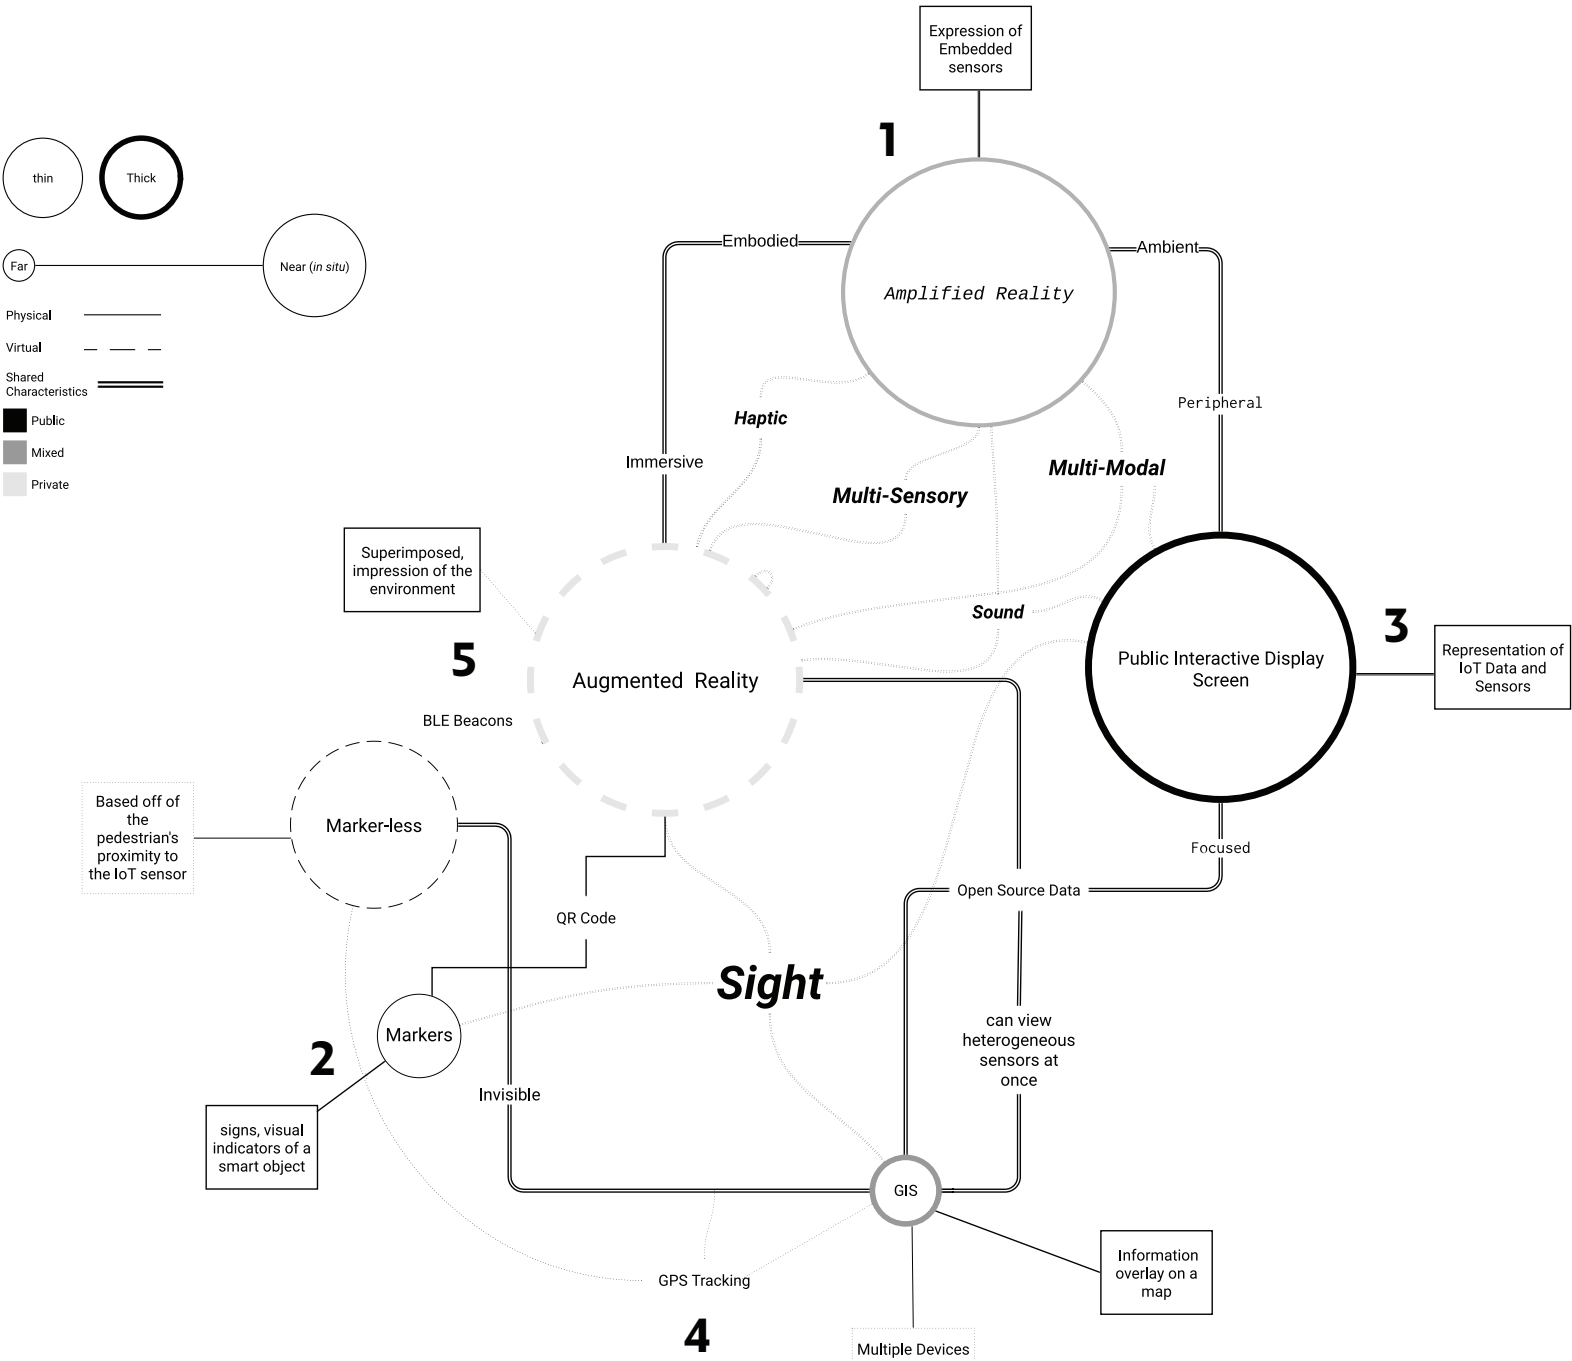 Expression of
Embedded
sensors
1
thin
Thick
Far
Near (in situ)
Physical
Virtual
Shared
Characteristics
Public
Mixed
Private
Embodied
Ambient
Amplified Reality
Peripheral
Haptic
Immersive
Multi-Modal
Multi-Sensory
Superimposed,
impression of the
environment
Sound
3
5
Public Interactive Display
Screen
Representation of
IoT Data and
Sensors
Augmented Reality
BLE Beacons
Based off of
the
pedestrian's
proximity to
the IoT sensor
Marker-less
Focused
Open Source Data
QR Code
Sight
can view
heterogeneous
sensors at
once
Markers
2
Invisible
signs, visual
indicators of a
smart object
GIS
GPS Tracking
Information
overlay on a
map
4
Multiple Devices